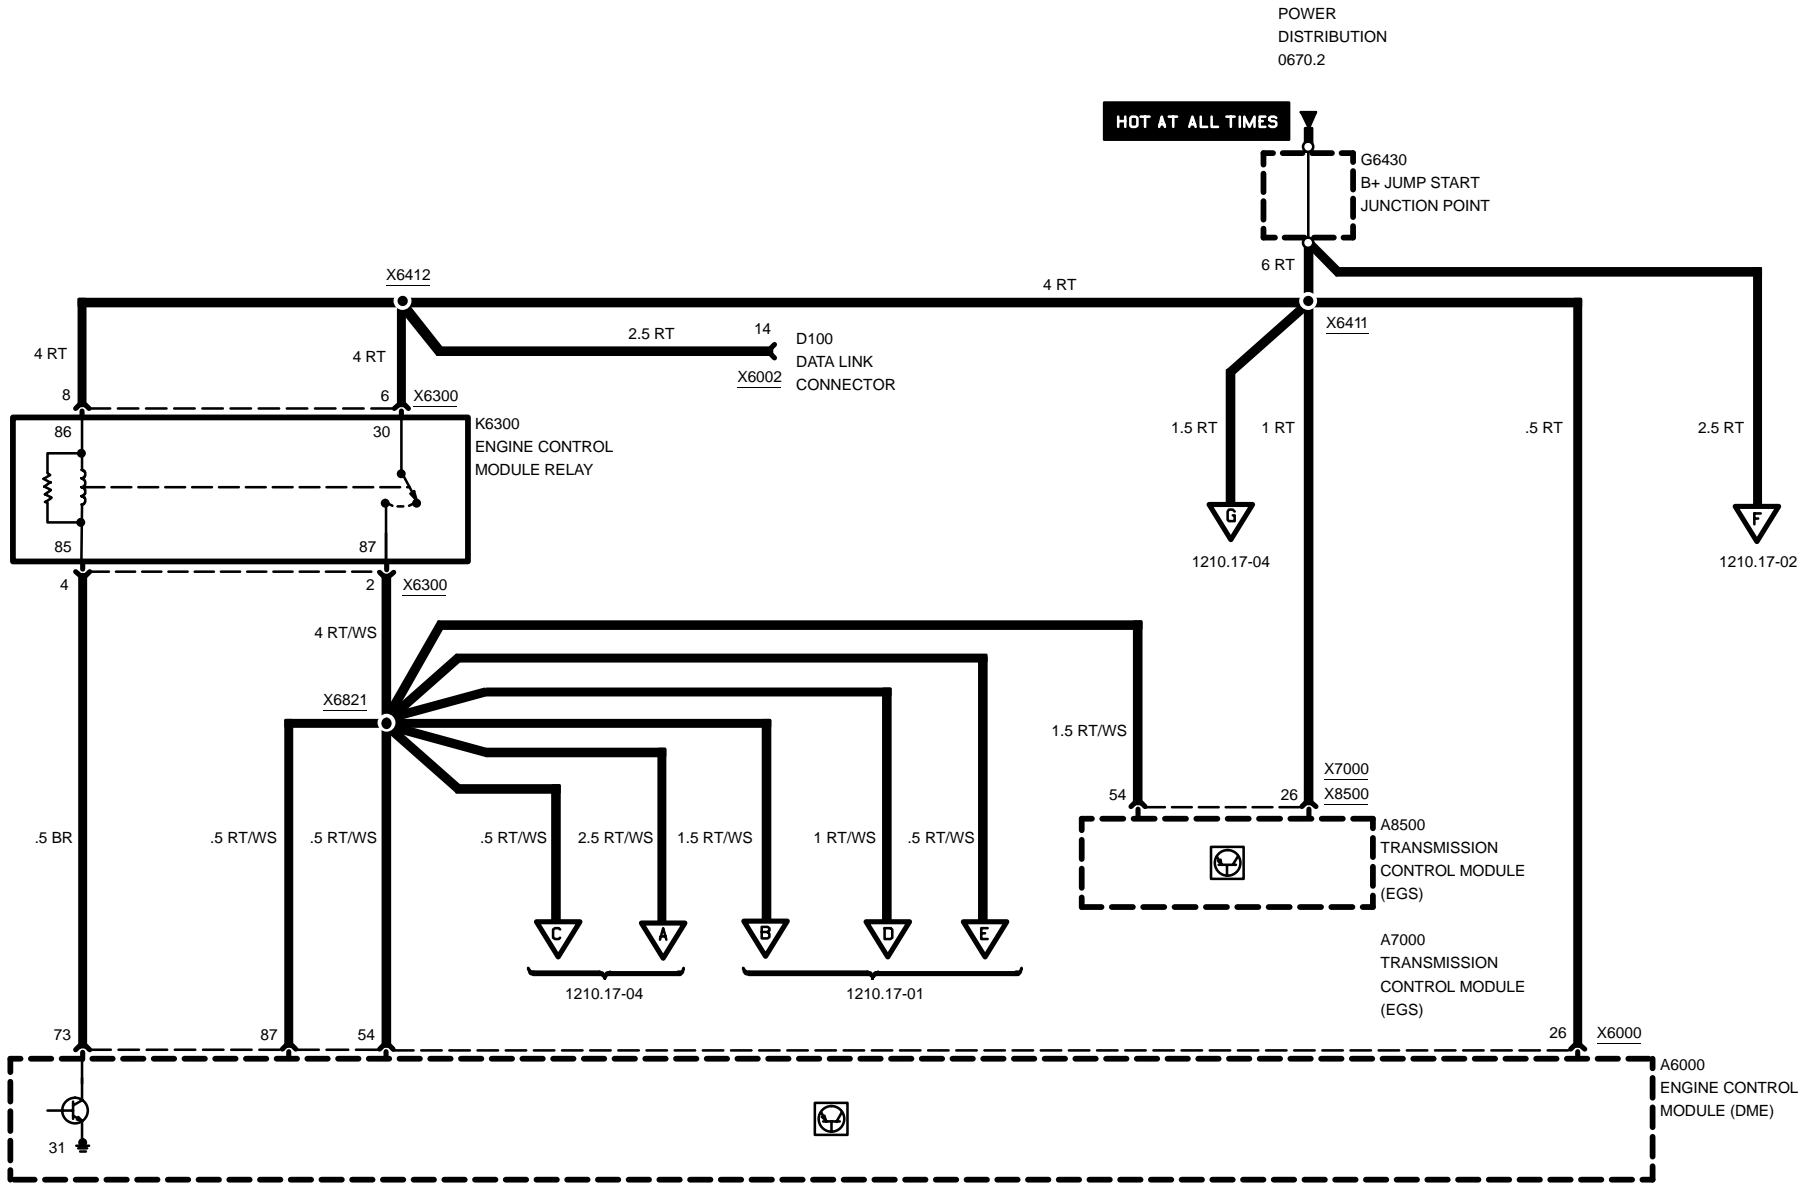 POWER
DISTRIBUTION
0670.2
HOT AT ALL TIMES
G6430
B+ JUMP START
JUNCTION POINT
6 RT
X6412
4 RT
X6411
2.5 RT
14
D100
DATA LINK
CONNECTOR
X6002
4 RT
4 RT
8
6
X6300
86
30
K6300
ENGINE CONTROL
MODULE RELAY
1.5 RT
1 RT
.5 RT
2.5 RT
G
F
1210.17-04
1210.17-02
85
87
4
2
X6300
4 RT/WS
X6821
1.5 RT/WS
X7000
54
26
X8500
A8500
TRANSMISSION
CONTROL MODULE
(EGS)
.5 BR
.5 RT/WS
.5 RT/WS
.5 RT/WS
2.5 RT/WS
1.5 RT/WS
1 RT/WS
.5 RT/WS
C
A
B
D
E
1210.17-04
1210.17-01
A7000
TRANSMISSION
CONTROL MODULE
(EGS)
73
87
54
26
X6000
A6000
ENGINE CONTROL
MODULE (DME)
31